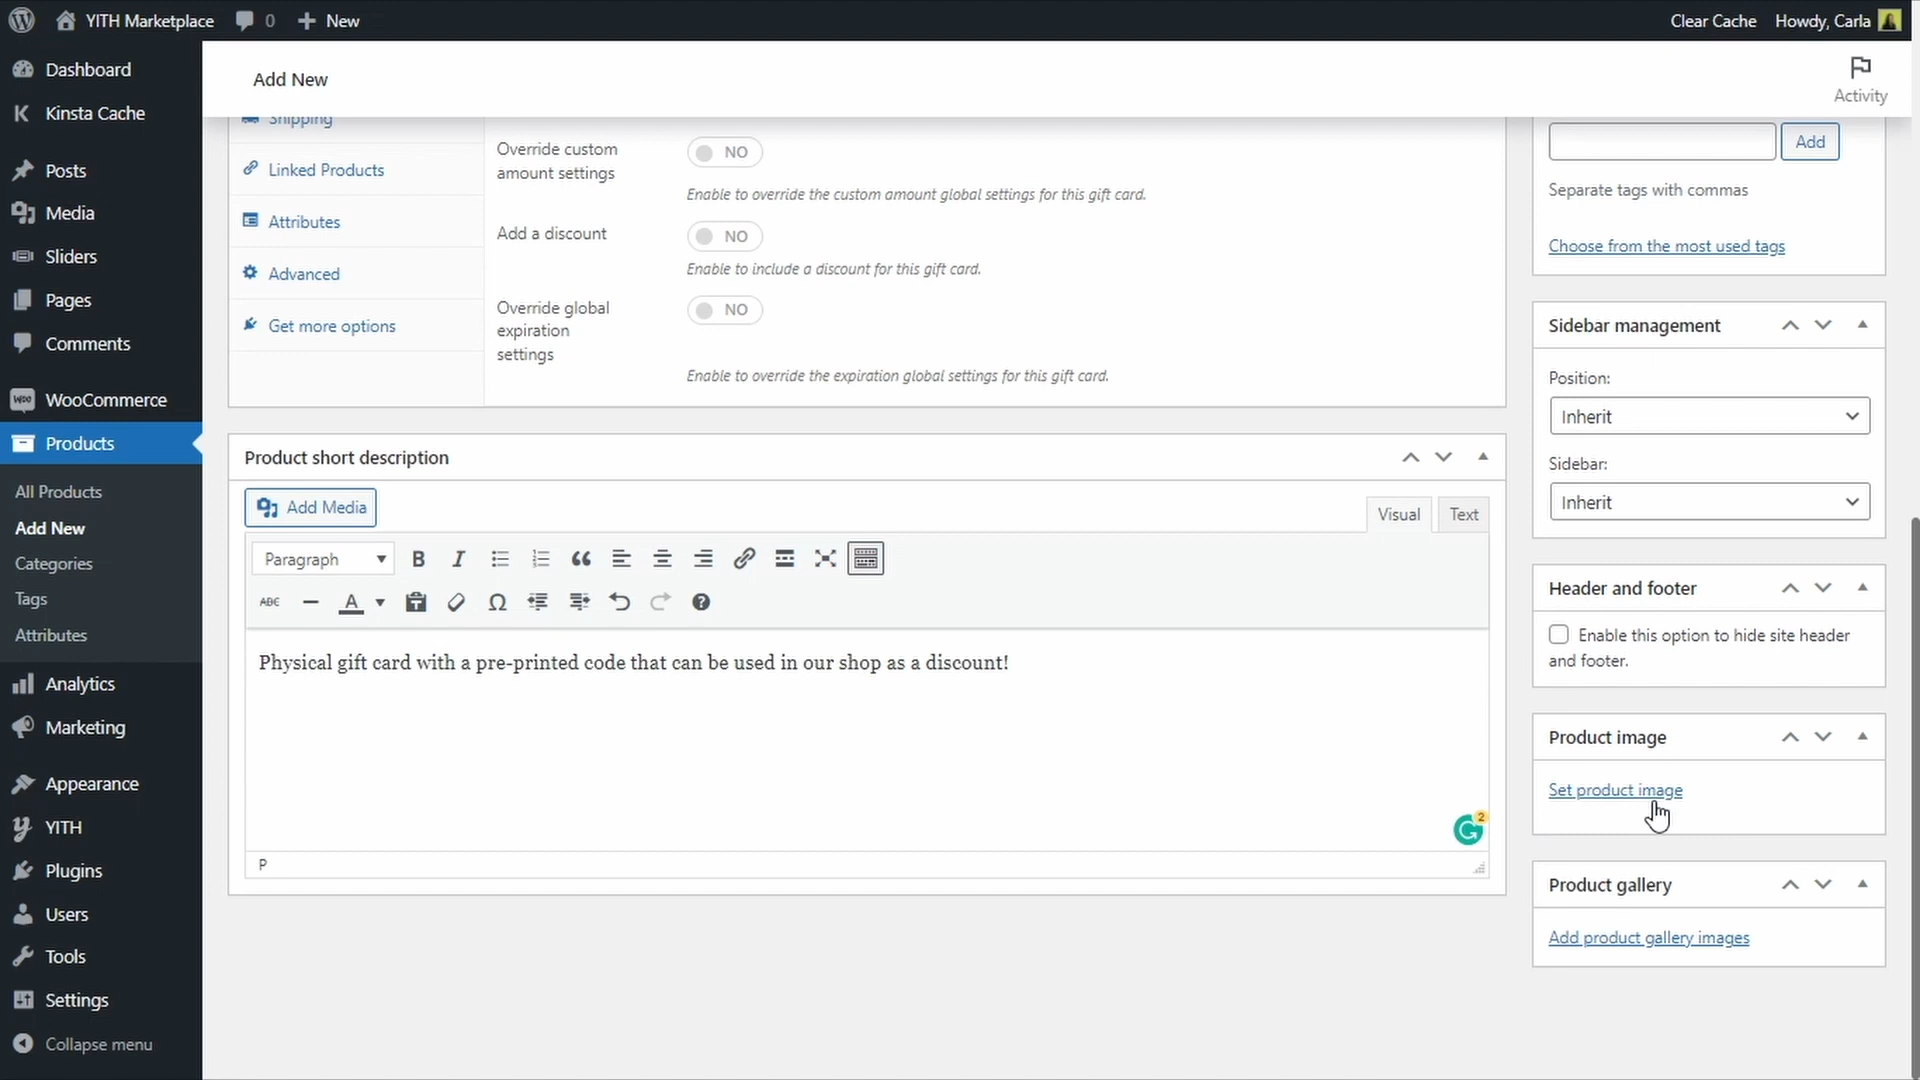 YITH Marketplace
0
New
Clear Cache
Howdy, Carla
Dashboard
Kinsta Cache
Posts
Media
Sliders
Pages
Comments
WooCommerce
Products
All Products
Add New
Categories
Tags
Attributes
Analytics
Marketing
Appearance
YITH
Plugins
Users
Tools
Settings
Collapse menu
Add New
Activity
Shipping
Linked Products
Attributes
Advanced
Get more options
Override custom
amount settings
NO
Enable to override the custom amount global settings for this gift card.
Add a discount
NO
Enable to include a discount for this gift card.
Override global
expiration
settings
NO
Enable to override the expiration global settings for this gift card.
Product short description
Add Media
Visual
Text
Paragraph
B
I
ABC
A
Ω
Physical gift card with a pre-printed code that can be used in our shop as a discount!
2
P
Add
Separate tags with commas
Choose from the most used tags
Sidebar management
Position:
Inherit
Sidebar:
Inherit
Header and footer
Enable this option to hide site header
and footer.
Product image
Set product image
Product gallery
Add product gallery images